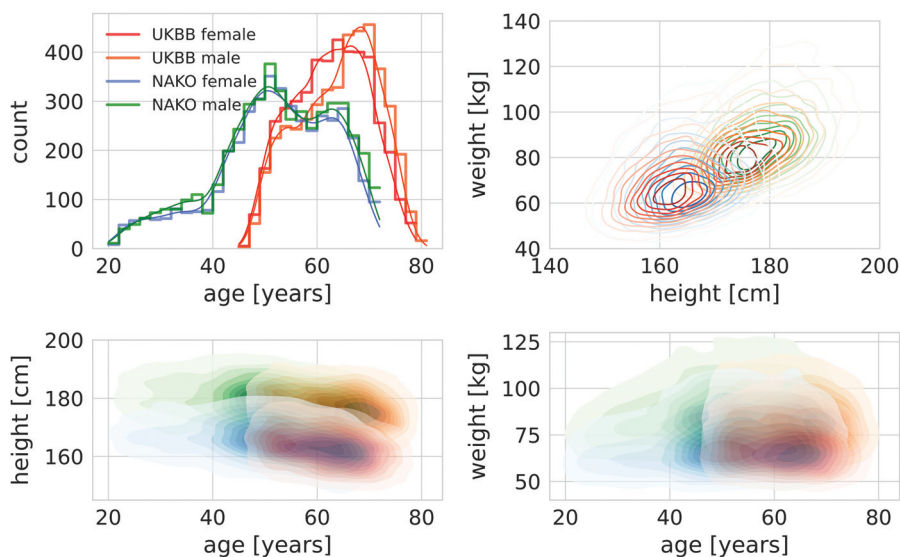 UKBB female
UKBB male
NAKO female
NAKO male
count
400
300
200
100
0
20 40 60 80
age [years]
weight [kg]
140
120
100
80
60
40
140 160 180 200
height [cm]
height [cm]
200
180
160
20 40 60 80
age [years]
weight [kg]
125
100
75
50
20 40 60 80
age [years]